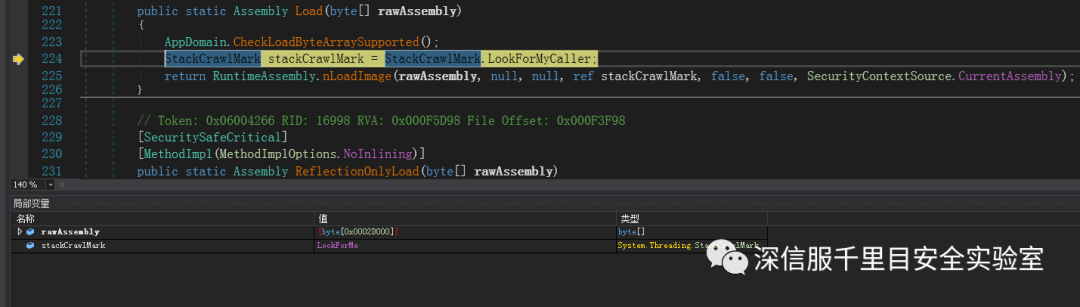 221 public static Assembly Load(byte[] rawAssembly)
222 {
223 AppDomain.CheckLoadByteArraySupported();
224 StackCrawlMark stackCrawlMark = StackCrawlMark.LookForMyCaller;
225 return RuntimeAssembly.nLoadImage(rawAssembly, null, null, ref stackCrawlMark, false, false, SecurityContextSource.CurrentAssembly);
226 }
227
228 // Token: 0x06004266 RID: 16998 RVA: 0x000F5D98 File Offset: 0x000F3F98
229 [SecuritySafeCritical]
230 [MethodImpl(MethodImplOptions.NoInlining)]
231 public static Assembly ReflectionOnlyLoad(byte[] rawAssembly)
140 %
局部变量
名称 值 类型
rawAssembly {byte[0x0002D000]} byte[]
stackCrawlMark LookForMe System.Threading.StackCrawlMark
深信服千里目安全实验室